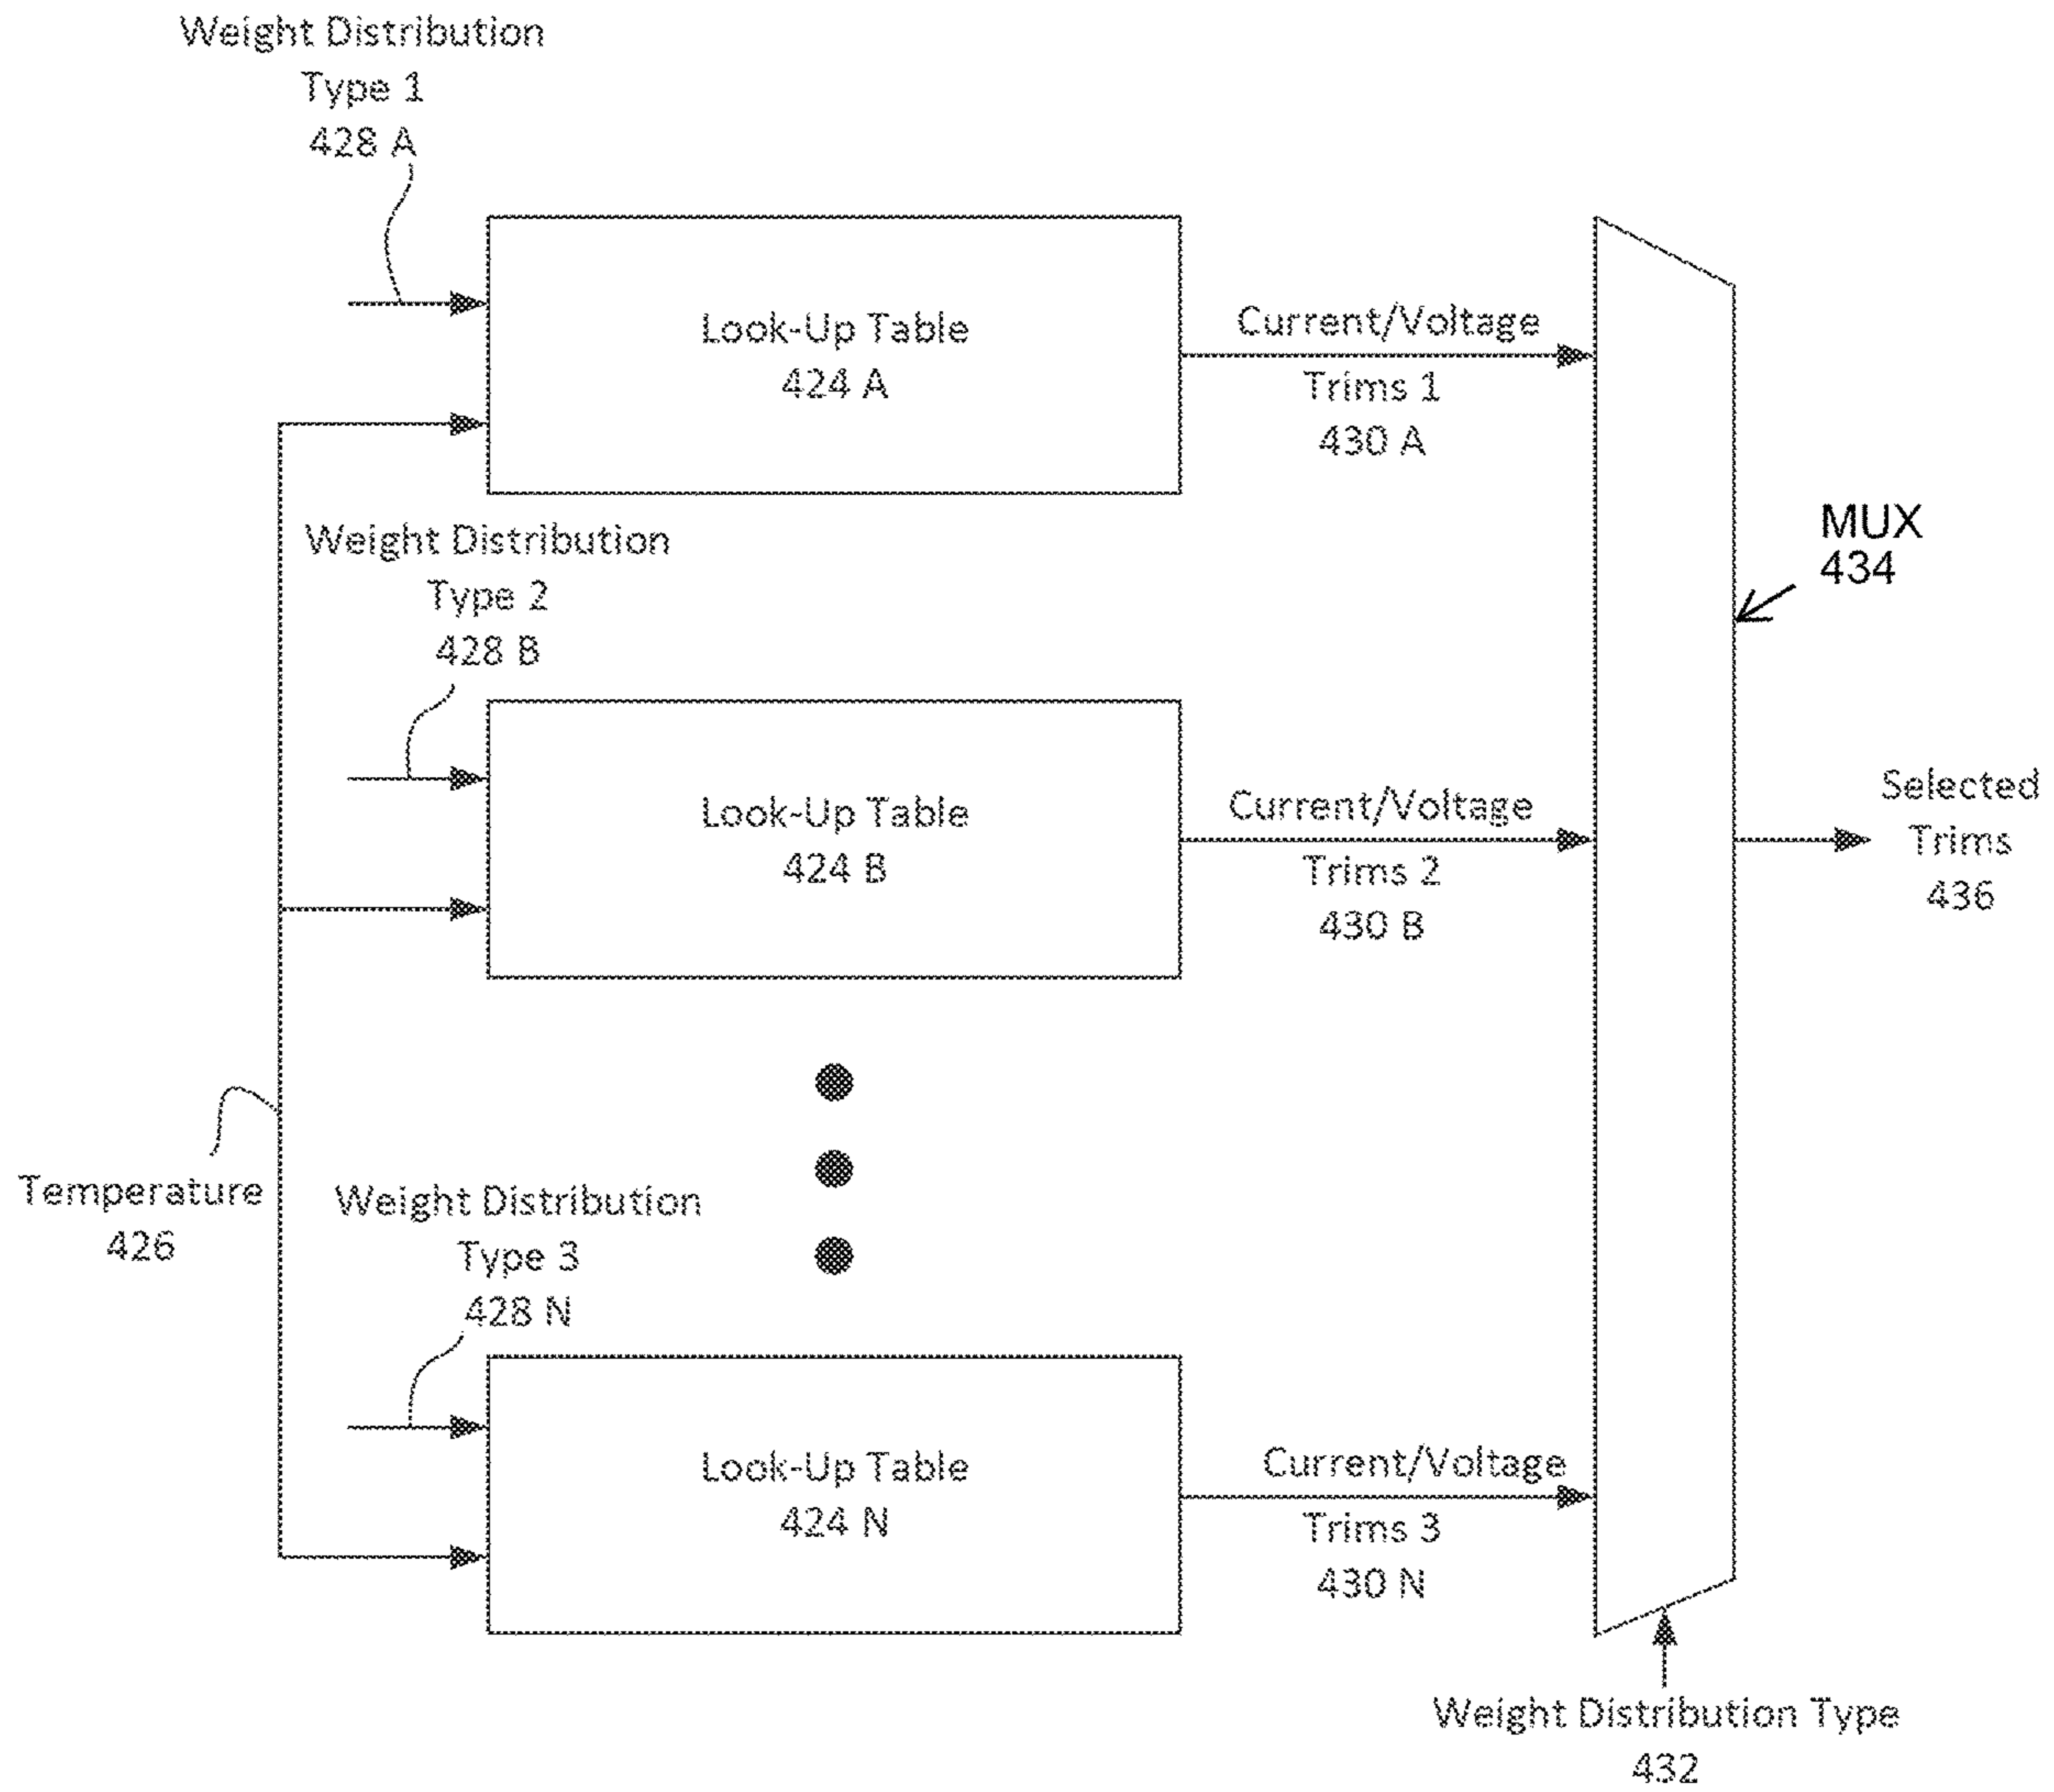 Weight Distribution
Type 1
428 A
Look-Up Table
424 A
Current/Voltage
Trims 1
430 A
MUX
434
Weight Distribution
Type 2
428 B
Look-Up Table
424 B
Current/Voltage
Trims 2
430 B
Selected
Trims
436
Temperature
426
Weight Distribution
Type 3
428 N
Look-Up Table
424 N
Current/Voltage
Trims 3
430 N
Weight Distribution Type
432